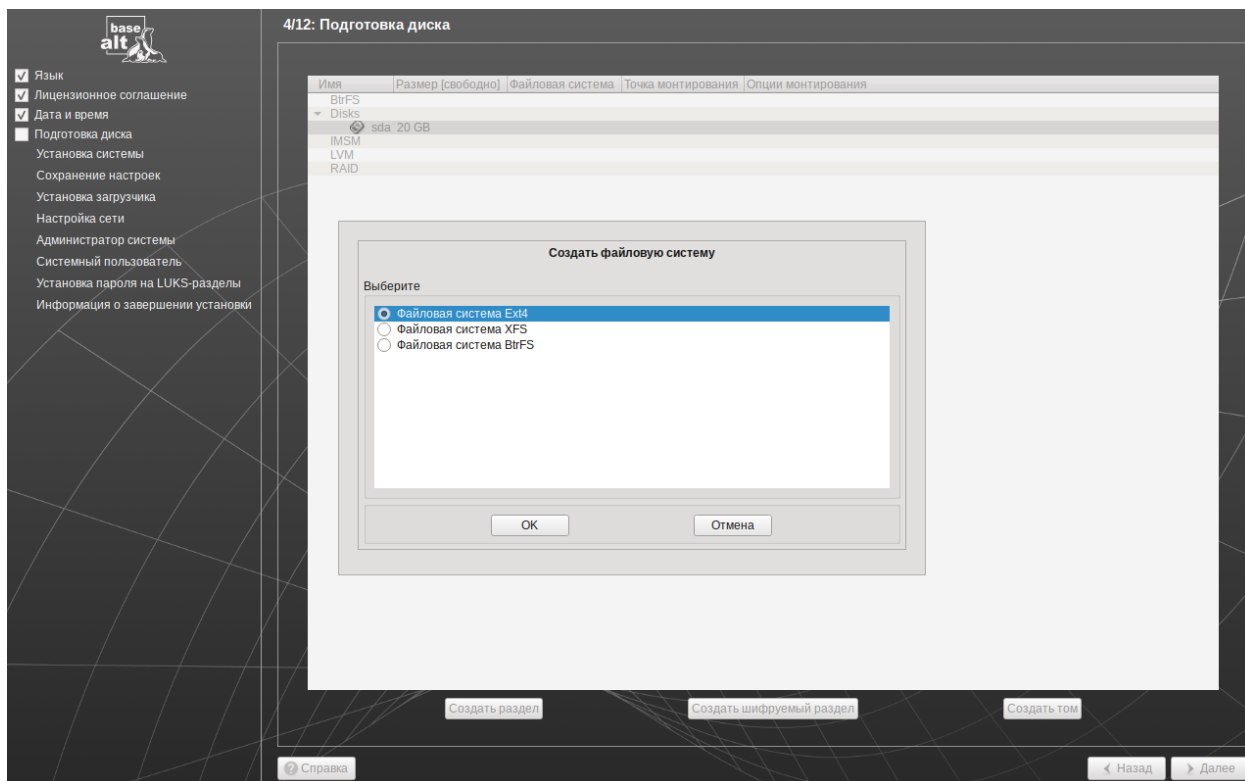 base
alt
4/12: Подготовка диска
Язык
Лицензионное соглашение
Дата и время
Подготовка диска
Установка системы
Сохранение настроек
Установка загрузчика
Настройка сети
Администратор системы
Системный пользователь
Установка пароля на LUKS-разделы
Информация о завершении установки
Имя Размер [свободно] Файловая система Точка монтирования Опции монтирования
BtrFS
Disks
sda 20 GB
IMSM
LVM
RAID
Создать файловую систему
Выберите
Файловая система Ext4
Файловая система XFS
Файловая система BtrFS
OK Отмена
Создать раздел Создать шифруемый раздел Создать том
Справка Назад Далее